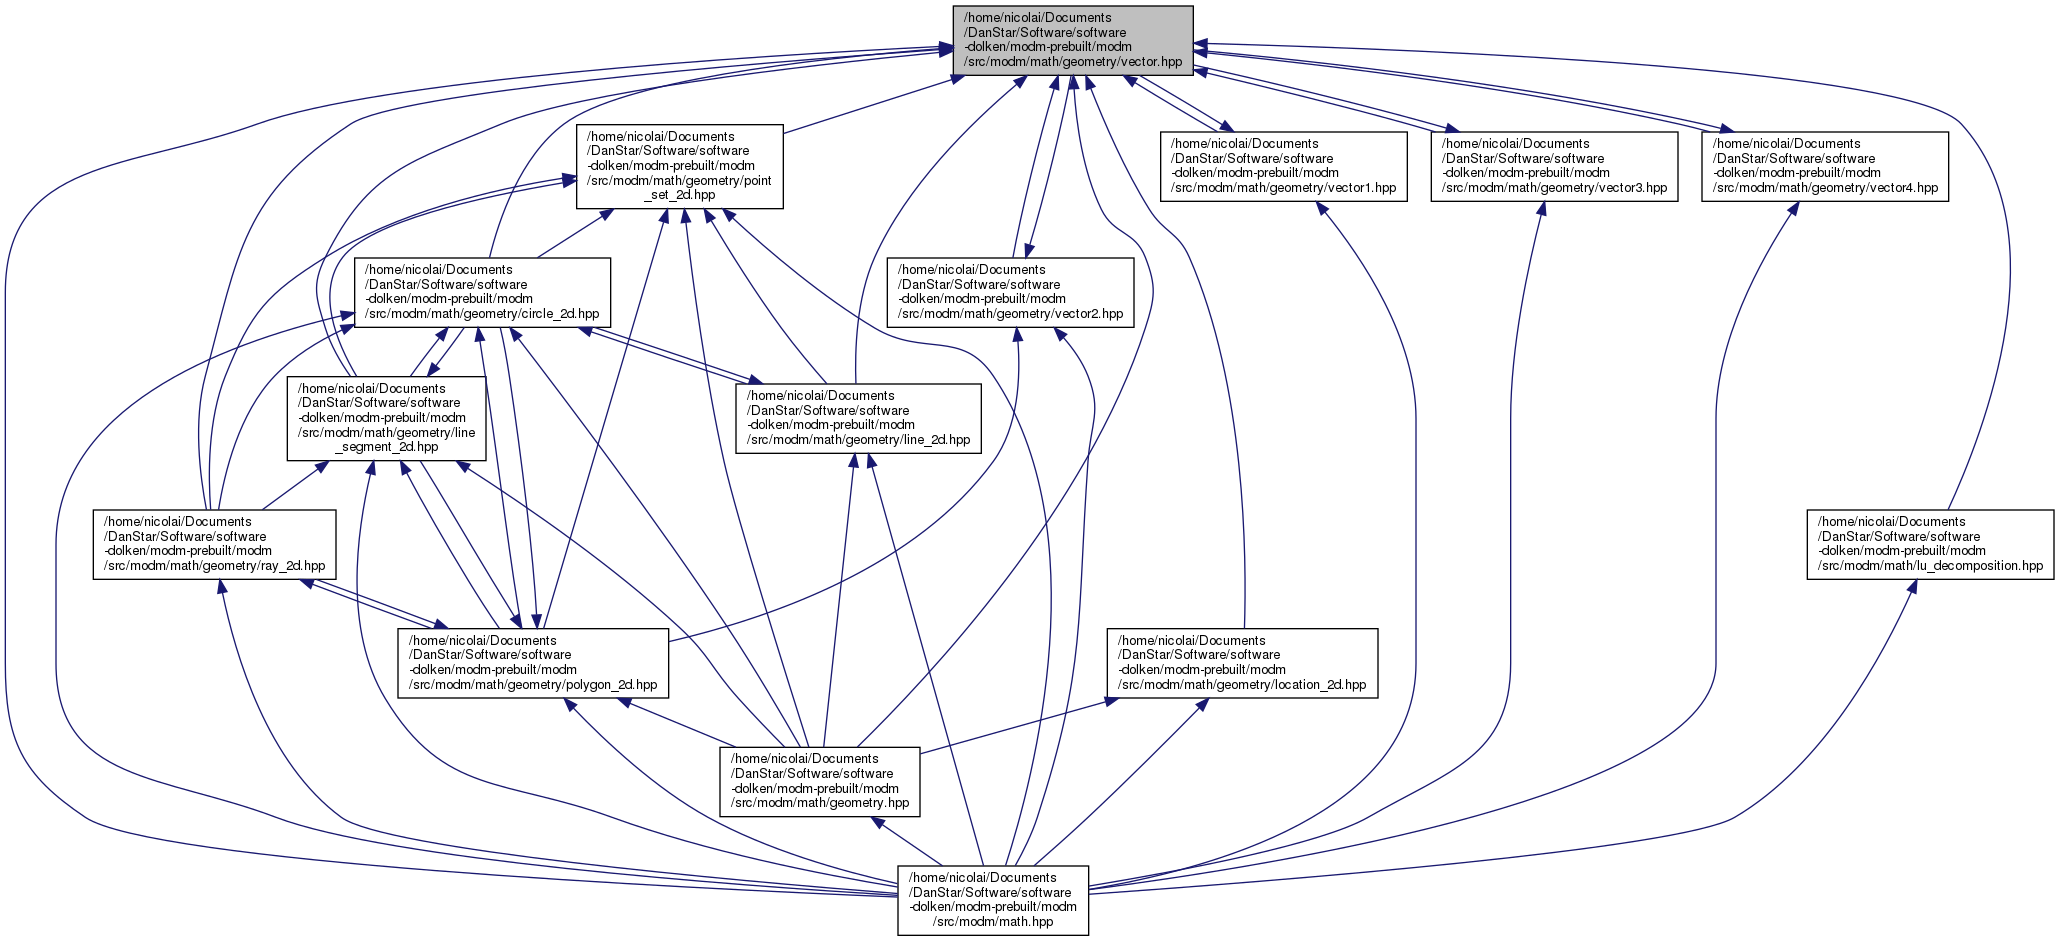 /home/nicolai/Documents
/DanStar/Software/software
-dolken/modm-prebuilt/modm
/src/modm/math/geometry/vector.hpp
/home/nicolai/Documents
/DanStar/Software/software
-dolken/modm-prebuilt/modm
/src/modm/math/geometry/point
_set_2d.hpp
/home/nicolai/Documents
/DanStar/Software/software
-dolken/modm-prebuilt/modm
/src/modm/math/geometry/vector1.hpp
/home/nicolai/Documents
/DanStar/Software/software
-dolken/modm-prebuilt/modm
/src/modm/math/geometry/vector3.hpp
/home/nicolai/Documents
/DanStar/Software/software
-dolken/modm-prebuilt/modm
/src/modm/math/geometry/vector4.hpp
/home/nicolai/Documents
/DanStar/Software/software
-dolken/modm-prebuilt/modm
/src/modm/math/geometry/circle_2d.hpp
/home/nicolai/Documents
/DanStar/Software/software
-dolken/modm-prebuilt/modm
/src/modm/math/geometry/vector2.hpp
/home/nicolai/Documents
/DanStar/Software/software
-dolken/modm-prebuilt/modm
/src/modm/math/geometry/line
_segment_2d.hpp
/home/nicolai/Documents
/DanStar/Software/software
-dolken/modm-prebuilt/modm
/src/modm/math/geometry/line_2d.hpp
/home/nicolai/Documents
/DanStar/Software/software
-dolken/modm-prebuilt/modm
/src/modm/math/geometry/ray_2d.hpp
/home/nicolai/Documents
/DanStar/Software/software
-dolken/modm-prebuilt/modm
/src/modm/math/lu_decomposition.hpp
/home/nicolai/Documents
/DanStar/Software/software
-dolken/modm-prebuilt/modm
/src/modm/math/geometry/polygon_2d.hpp
/home/nicolai/Documents
/DanStar/Software/software
-dolken/modm-prebuilt/modm
/src/modm/math/geometry/location_2d.hpp
/home/nicolai/Documents
/DanStar/Software/software
-dolken/modm-prebuilt/modm
/src/modm/math/geometry.hpp
/home/nicolai/Documents
/DanStar/Software/software
-dolken/modm-prebuilt/modm
/src/modm/math.hpp